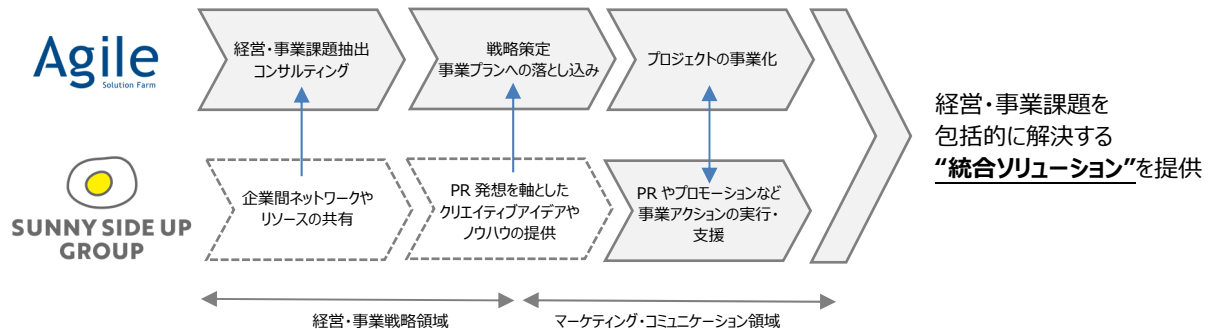 Agile
Solution Farm
経営・事業課題抽出
コンサルティング
戦略策定
事業プランへの落とし込み
プロジェクトの事業化
SUNNY SIDE UP
GROUP
企業間ネットワークや
リソースの共有
PR 発想を軸とした
クリエイティブアイデアや
ノウハウの提供
PR やプロモーションなど
事業アクションの実行・
支援
経営・事業課題を
包括的に解決する
“統合ソリューション”を提供
経営・事業戦略領域
マーケティング・コミュニケーション領域